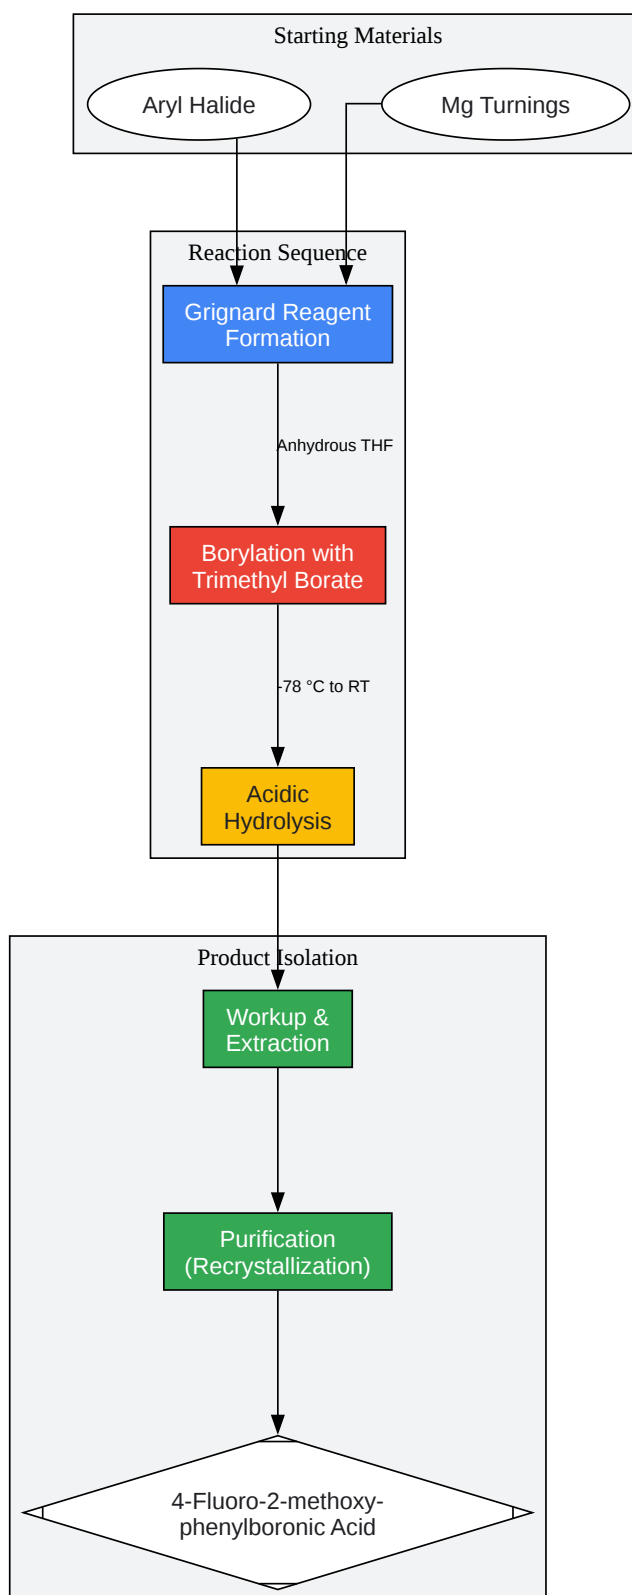 Starting Materials
Aryl Halide
Mg Turnings
Reaction Sequence
Grignard Reagent
Formation
Anhydrous THF
Borylation with
Trimethyl Borate
-78 °C to RT
Acidic
Hydrolysis
Product Isolation
Workup &
Extraction
Purification
(Recrystallization)
4-Fluoro-2-methoxy-
phenylboronic Acid